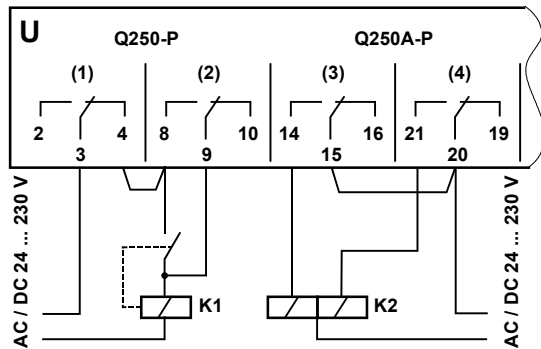 U
Q250-P Q250A-P
(1) (2) (3) (4)
2 4 8 10 14 16 21 19
3 9 15 20
AC / DC 24 ... 230 V
K1
K2
AC / DC 24 ... 230 V